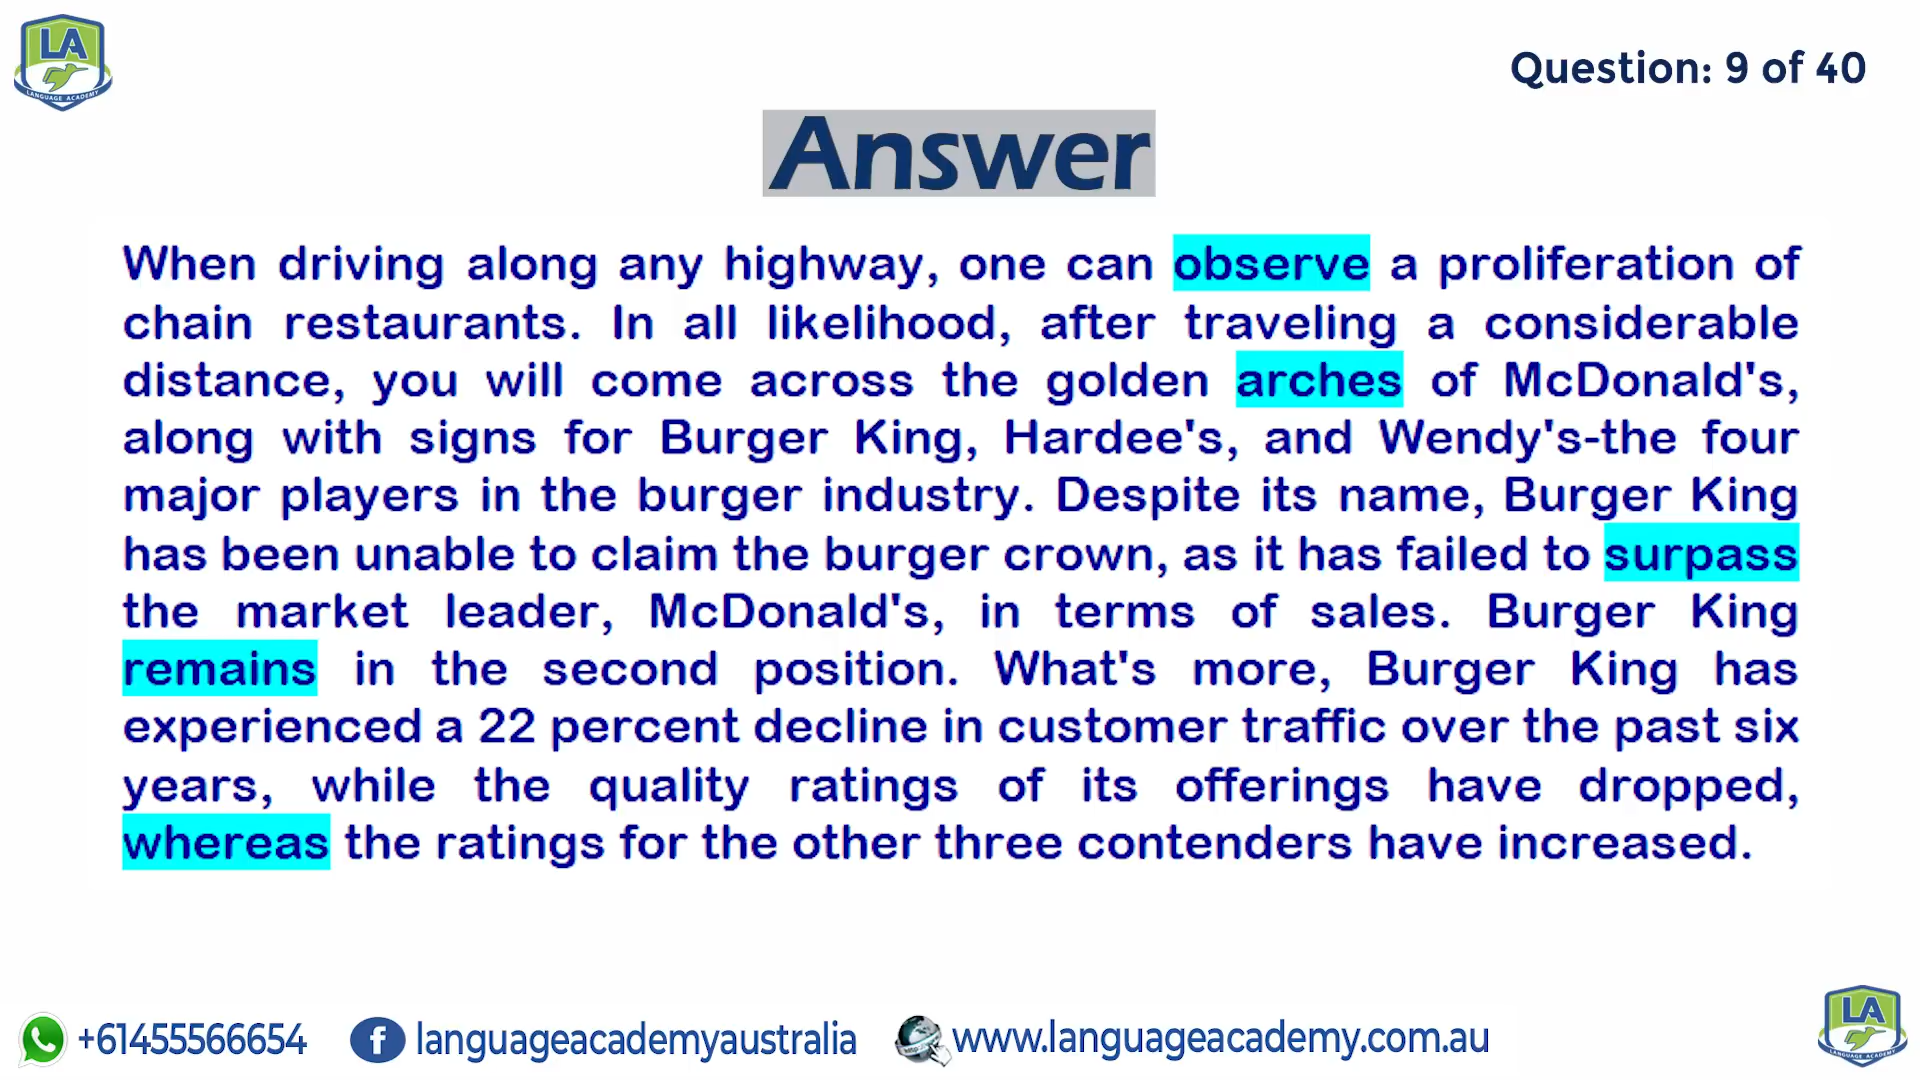 LA
LANGUAGE ACADEMY
Question: 9 of 40
Answer
When driving along any highway, one can observe a proliferation of
chain restaurants. In all likelihood, after traveling a considerable
distance, you will come across the golden arches of McDonald's,
along with signs for Burger King, Hardee's, and Wendy's-the four
major players in the burger industry. Despite its name, Burger King
has been unable to claim the burger crown, as it has failed to surpass
the market leader, McDonald's, in terms of sales. Burger King
remains in the second position. What's more, Burger King has
experienced a 22 percent decline in customer traffic over the past six
years, while the quality ratings of its offerings have dropped,
whereas the ratings for the other three contenders have increased.
+61455566654
f
languageacademyaustralia
http
www.languageacademy.com.au
LA
LANGUAGE ACADEMY